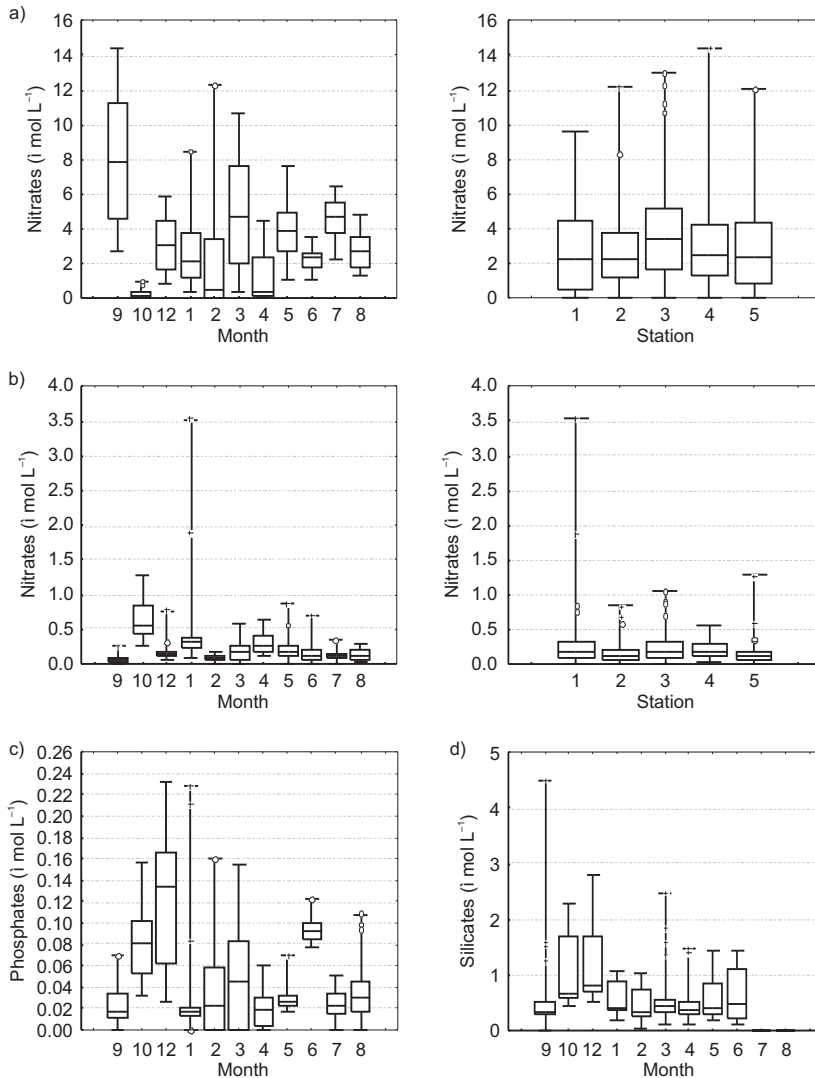 a)
16
14
12
10
8
6
4
2
0
Nitrates (i mol L⁻¹)
9 10 12 1 2 3 4 5 6 7 8
Month
16
14
12
10
8
6
4
2
0
Nitrates (i mol L⁻¹)
1 2 3 4 5
Station
b)
4.0
3.5
3.0
2.5
2.0
1.5
1.0
0.5
0.0
Nitrates (i mol L⁻¹)
9 10 12 1 2 3 4 5 6 7 8
Month
4.0
3.5
3.0
2.5
2.0
1.5
1.0
0.5
0.0
Nitrates (i mol L⁻¹)
1 2 3 4 5
Station
c)
0.26
0.24
0.22
0.20
0.18
0.16
0.14
0.12
0.10
0.08
0.06
0.04
0.02
0.00
Phosphates (i mol L⁻¹)
9 10 12 1 2 3 4 5 6 7 8
Month
d)
5
4
3
2
1
0
Silicates (i mol L⁻¹)
9 10 12 1 2 3 4 5 6 7 8
Month